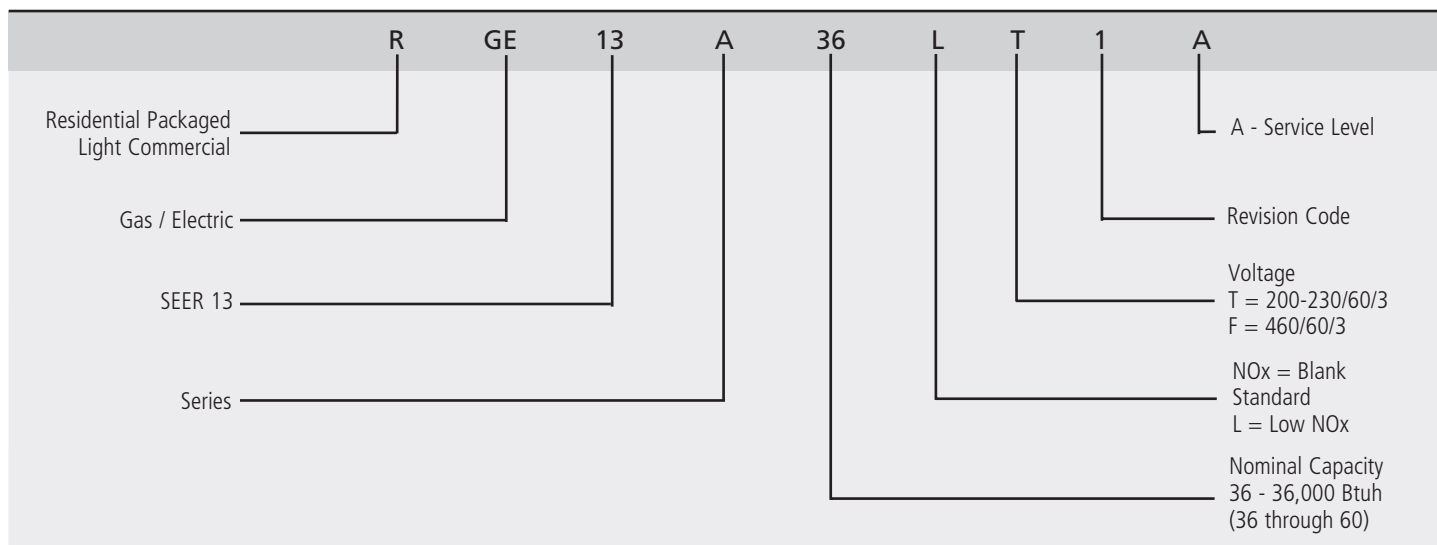 R GE 13 A 36 L T 1 A
Residential Packaged
Light Commercial
Gas / Electric
SEER 13
Series
A - Service Level
Revision Code
Voltage
T = 200-230/60/3
F = 460/60/3
NOx = Blank
Standard
L = Low NOx
Nominal Capacity
36 - 36,000 Btuh
(36 through 60)